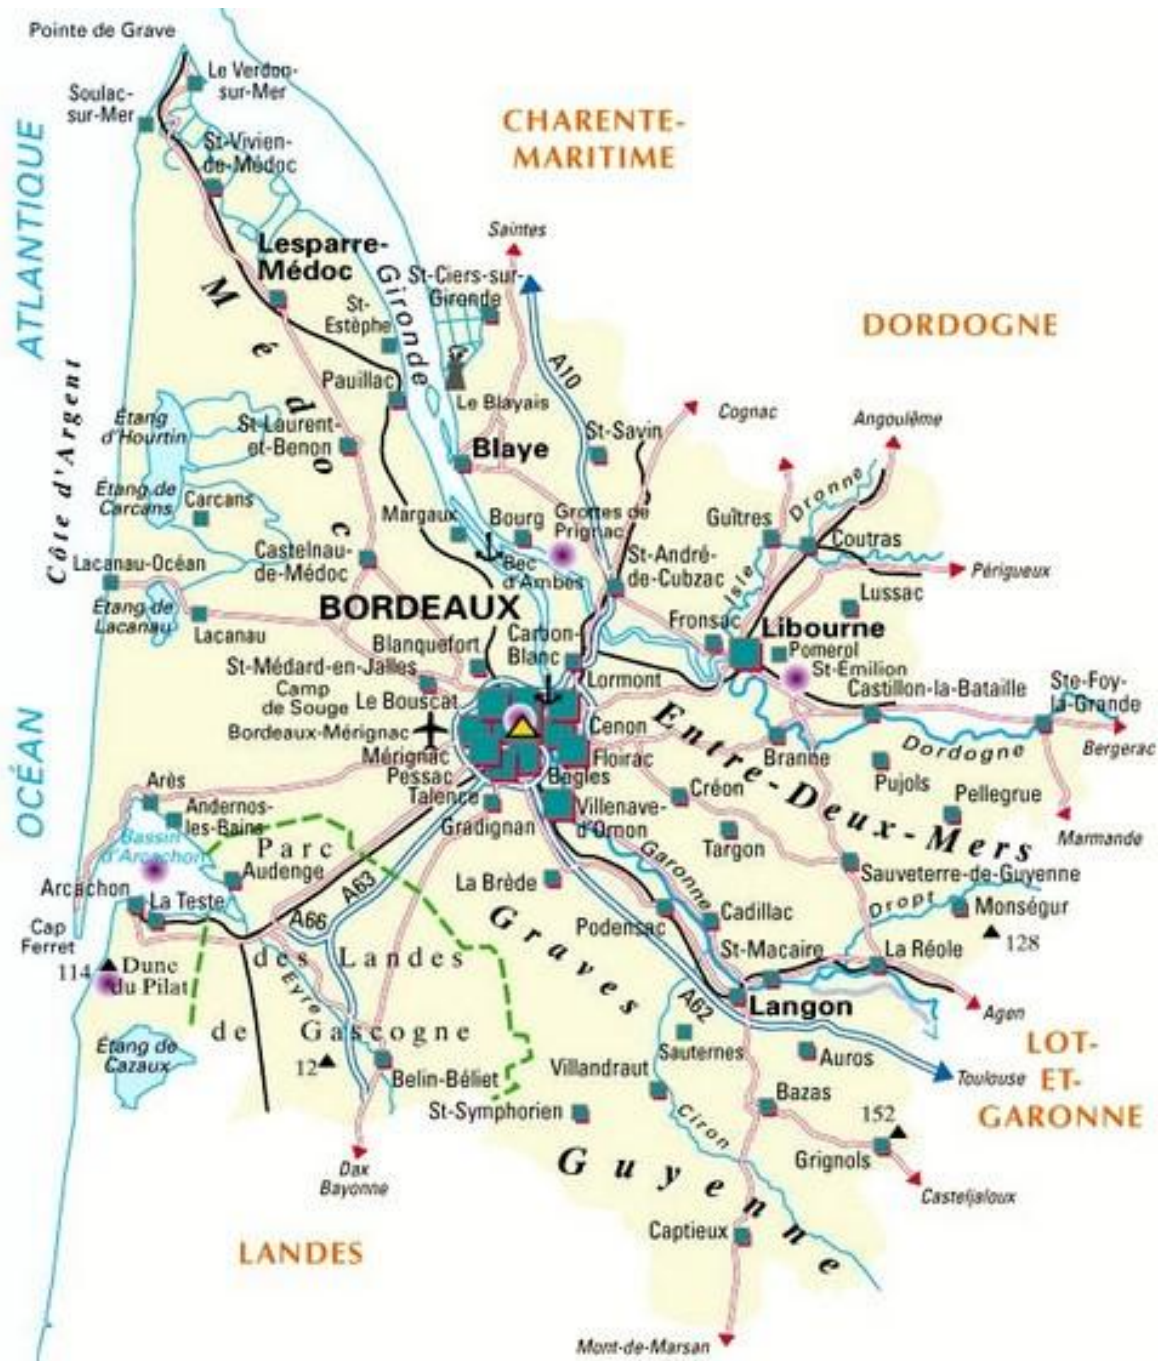 Pointe de Grave
Le Verdon-
sur-Mer
Soulac-
sur-Mer
CHARENTE-
MARITIME
St-Vivien-
de-Médoc
ATLANTIQUE
Saintes
Lesparre-
Médoc
Gironde
St-Ciers-sur-
Gironde
Médoc
St-
Estèphe
DORDOGNE
A10
Côte d'Argent
Pauillac
Le Blayais
Cognac
Angoulême
Étang
d'Hourtin
St-Laurent-
et-Benon
Blaye
St-Savin
Dronne
Étang de
Carcans
Carcans
Margaux
Bourg
Grottes de
Prignac
Guîtres
Coutras
Lacanau-Océan
Castelnau-
de-Médoc
Bec
d'Ambès
St-André-
de-Cubzac
Isle
Périgueux
Étang de
Lacanau
Lacanau
BORDEAUX
Lussac
Fronsac
Libourne
Blanquefort
Carbon-
Blanc
Pomerol
St-Émilion
St-Médard-en-Jalles
Lormont
Castillon-la-Bataille
Ste-Foy-
la-Grande
Camp
de Souge
Le Bouscat
Bordeaux-Mérignac
Cenon
Entre-Deux-Mers
Dordogne
Bergerac
OCÉAN
Mérignac
Floirac
Branne
Pessac
Bègles
Pujols
Arès
Talence
Créon
Andernos-
les-Bains
Villenave-
d'Ornon
Pellegrue
Gradignan
Marmande
Bassin
d'Arcachon
Parc
Garonne
Targon
Audenge
A63
La Brède
Sauveterre-de-Guyenne
Arcachon
La Teste
A66
Graves
Cadillac
Dropt
Monségur
Cap
Ferret
Podensac
128
des Landes
St-Macaire
La Réole
114
Dune
du Pilat
Eyre
A62
Langon
Agen
de Gascogne
Étang de
Cazaux
Sauternes
Auros
LOT-
ET-
GARONNE
12
Belin-Béliet
Villandraut
Toulouse
St-Symphorien
Ciron
Bazas
152
Guyenne
Grignols
Dax
Bayonne
Casteljaloux
LANDES
Captieux
Mont-de-Marsan